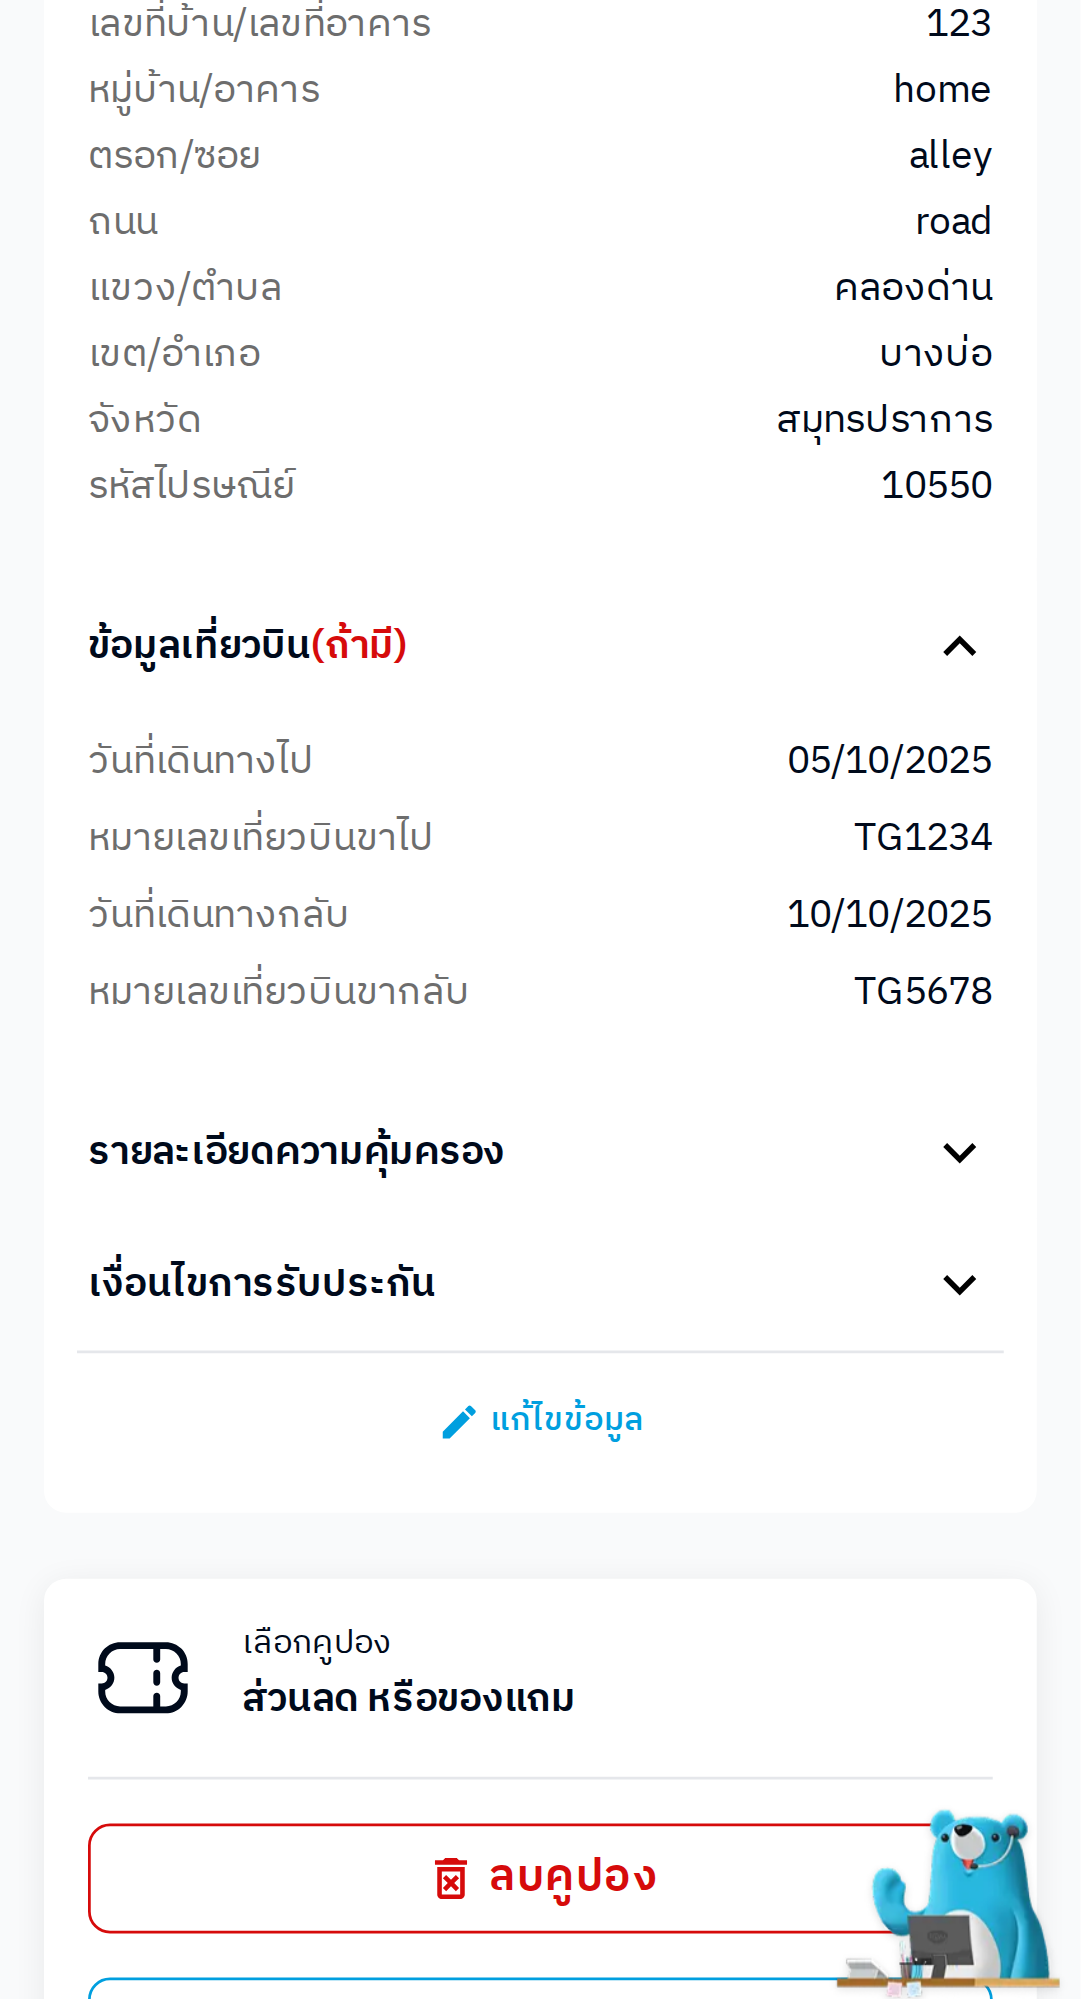 เลขที่บ้าน/เลขที่อาคาร 123
หมู่บ้าน/อาคาร home
ตรอก/ซอย alley
ถนน road
แขวง/ตำบล คลองด่าน
เขต/อำเภอ บางบ่อ
จังหวัด สมุทรปราการ
รหัสไปรษณีย์ 10550
ข้อมูลเที่ยวบิน(ถ้ามี)
วันที่เดินทางไป 05/10/2025
หมายเลขเที่ยวบินขาไป TG1234
วันที่เดินทางกลับ 10/10/2025
หมายเลขเที่ยวบินขากลับ TG5678
รายละเอียดความคุ้มครอง
เงื่อนไขการรับประกัน
แก้ไขข้อมูล
เลือกคูปอง
ส่วนลด หรือของแถม
ลบคูปอง